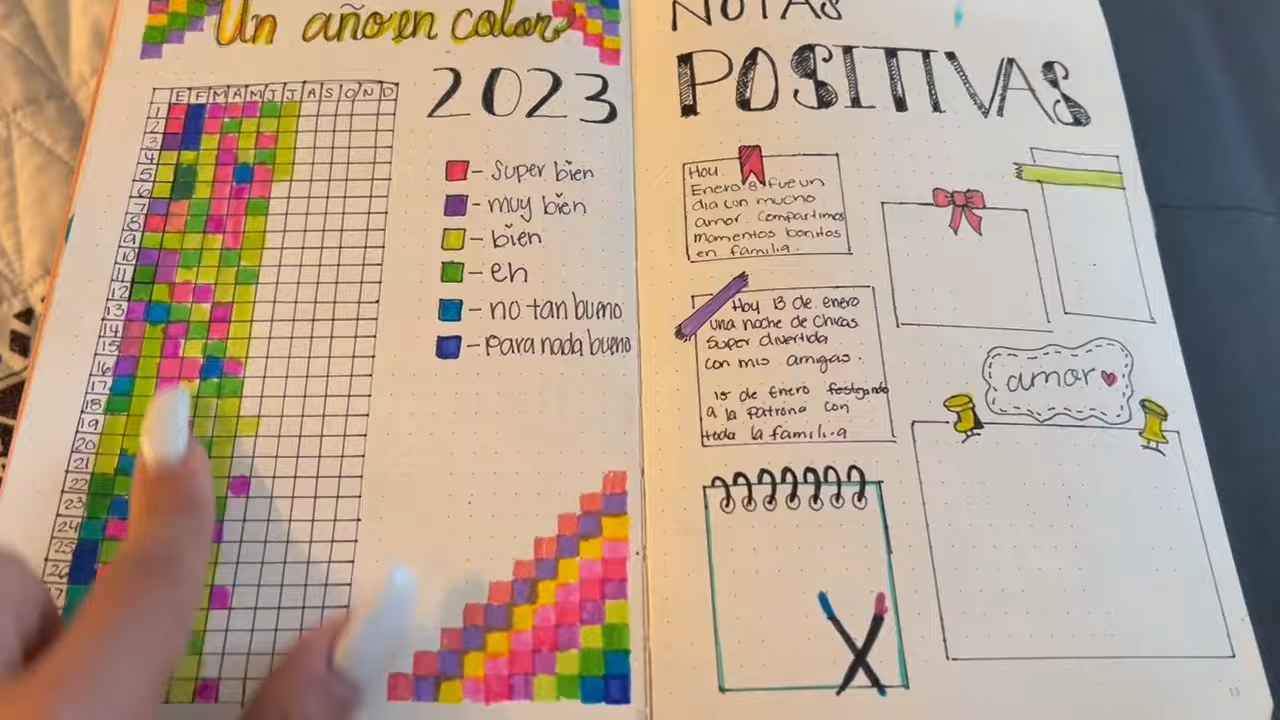 Un año en color
2023
E F M A M J J A S O N D
1
2
3
4
5
6
7
8
9
10
11
12
13
14
15
16
17
18
19
20
21
22
23
24
25
26
- Super bien
- muy bien
- bien
- eh
- no tan bueno
- para nada bueno
NOTAS
POSITIVAS
Hoy
Enero 8 fue un
dia con mucho
amor. Compartimos
momentos bonitos
en familia.
Hoy 13 de enero
una noche de chicas
super divertida
con mis amigas.
15 de Enero festejando
a la Patrona con
toda la familia
amor